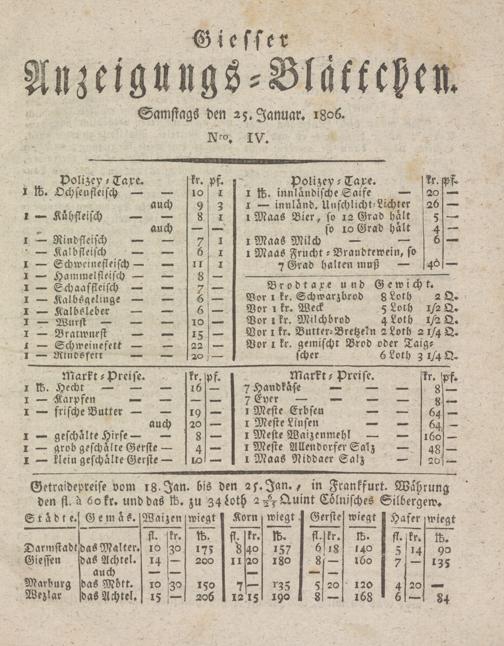 Giesser
Anzeigungs-Blättchen.
Samstags den 25. Januar. 1806.
Nro. IV.
Polizey-Taxe. kr. pf.
1 lb. Ochsenfleisch — — 10 1
auch 9 3
1 — Kühfleisch — — 8 1
auch — —
1 — Rindfleisch — — 7 1
1 — Kalbfleisch — — 6 1
1 — Schweinefleisch — — 11 1
1 — Hammelfleisch — — 8 —
1 — Schaaffleisch — — 7 —
1 — Kalbsgelinge — — 6 —
1 — Kalbsleber — — 6 —
1 — Wurst — — 10 —
1 — Bratwurst — — 15 —
1 — Schweinefett — — 22 —
1 — Rindsfett — — 20 —
Polizey-Taxe. kr. pf.
1 lb. innländische Saife — 20 —
1 — innländ. Unschlicht-Lichter 26 —
1 Maas Bier, so 12 Grad hält 5 —
so 10 Grad hält 4 —
1 Maas Milch — — 6 —
1 Maas Frucht-Brandtewein, so
7 Grad halten muß — 40 —
Brodtaxe und Gewicht.
Vor 1 kr. Schwarzbrod 8 Loth 2 Q.
Vor 1 kr. Weck 5 Loth 1/2 Q.
Vor 1 kr. Milchbrod 4 Loth 1/2 Q.
Vor 1 kr. Butter-Bretzeln 2 Loth 2 1/4 Q.
Vor 1 kr. gemischt Brod oder Taig-
scher 6 Loth 3 1/4 Q.
Markt-Preise. kr. pf.
1 lb. Hecht — — 16 —
1 — Karpfen — — — —
1 — frische Butter — — 19 —
auch 20 —
1 — geschälte Hirse — — 8 —
1 — grob geschälte Gerste — 4 —
1 — klein geschälte Gerste — 10 —
Markt-Preise. kr. pf.
7 Handkäse — — — 8 —
7 Eyer — — — 8 —
1 Meste Erbsen — — 64 —
1 Meste Linsen — — 64 —
1 Meste Waizenmehl — — 160 —
1 Meste Allendorfer Salz — 48 —
1 Maas Niddaer Salz — 20 —
Getraidepreise vom 18. Jan. bis den 25. Jan., in Frankfurt. Währung
den fl. à 60 kr. und das lb. zu 34 Loth 2 Quint Cölnisches Silbergew.
Städte. Gemäs. Waizen wiegt Korn wiegt Gerste wiegt Hafer wiegt
fl. kr. lb. fl. kr. lb. fl. kr. lb. fl. kr. lb.
Darmstadt das Malter. 10 30 175 8 40 157 6 18 140 5 14 90
Giessen das Achtel. 14 — 200 11 20 180 8 — 160 7 — 135
auch — — — — —
Marburg das Mött. 10 30 150 7 — 135 5 20 120 4 20 —
Wezlar das Achtel. 15 — 206 12 15 190 8 — 168 6 — 84